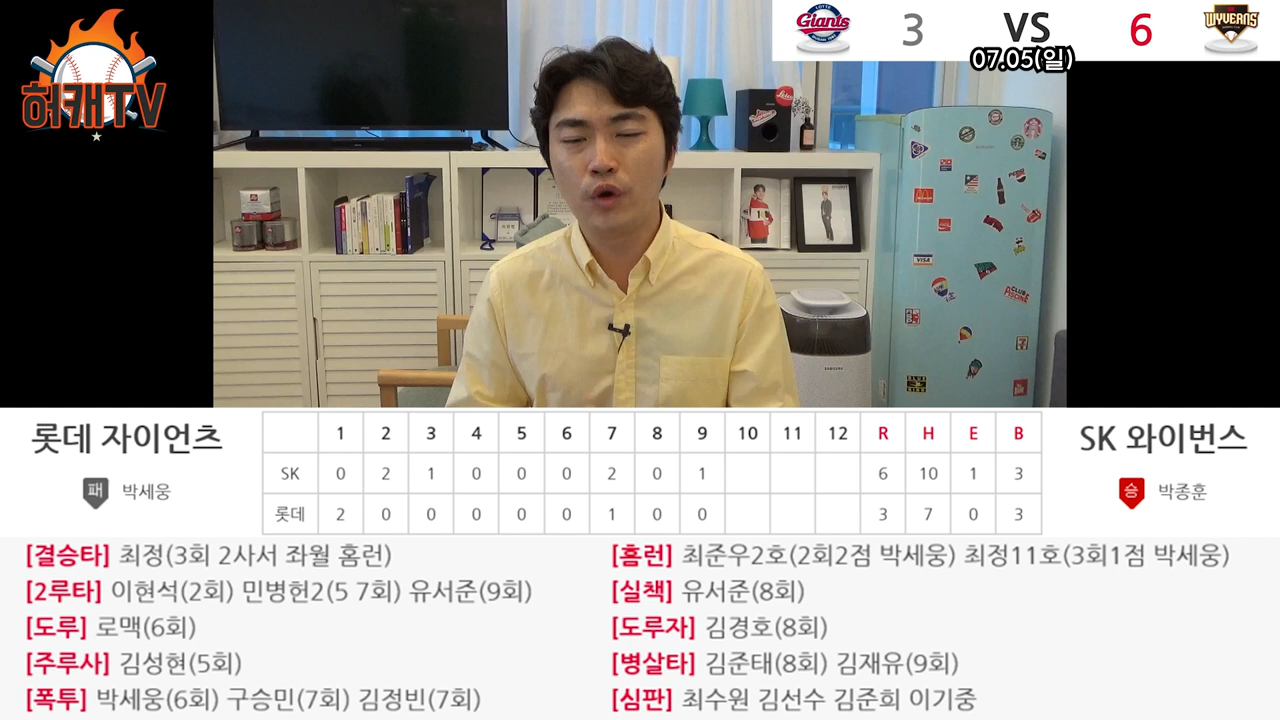 허캐TV
Giants 3 VS 6 WYVERNS
07.05(일)
롯데 자이언츠
패 박세웅
1 2 3 4 5 6 7 8 9 10 11 12 R H E B
SK 0 2 1 0 0 0 2 0 1 6 10 1 3
롯데 2 0 0 0 0 0 1 0 0 3 7 0 3
SK 와이번스
승 박종훈
[결승타] 최정(3회 2사서 좌월 홈런)
[홈런] 최준우2호(2회2점 박세웅) 최정11호(3회1점 박세웅)
[2루타] 이현석(2회) 민병헌2(5 7회) 유서준(9회)
[실책] 유서준(8회)
[도루] 로맥(6회)
[도루자] 김경호(8회)
[주루사] 김성현(5회)
[병살타] 김준태(8회) 김재유(9회)
[폭투] 박세웅(6회) 구승민(7회) 김정빈(7회)
[심판] 최수원 김선수 김준희 이기중